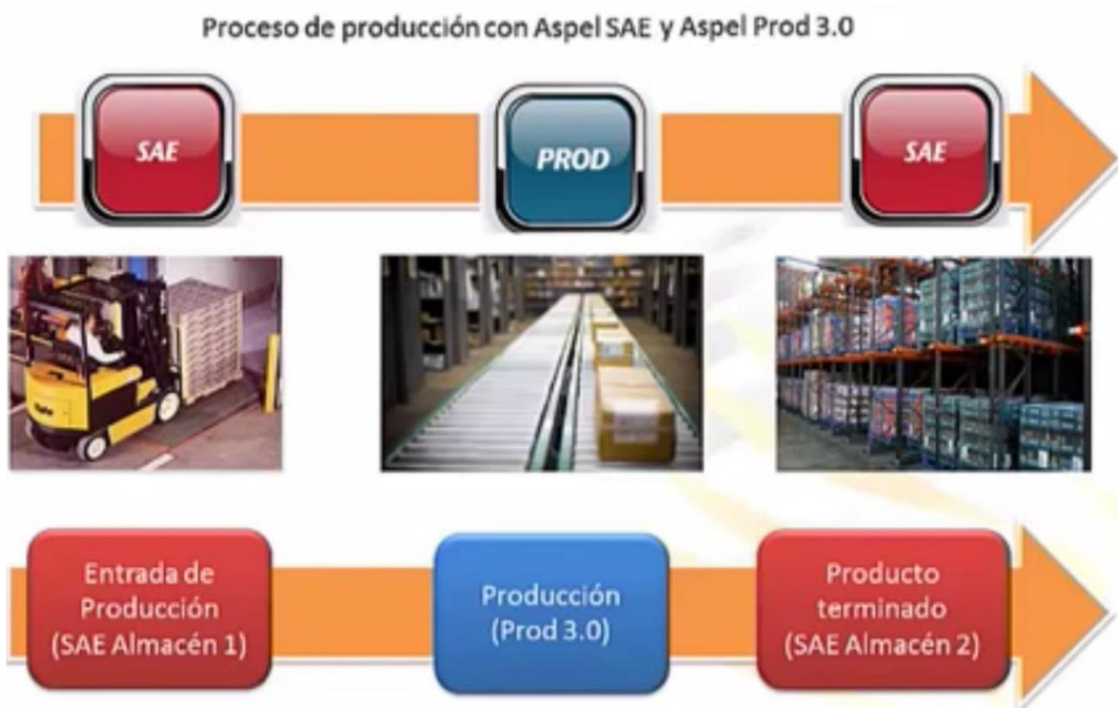 Proceso de producción con Aspel SAE y Aspel Prod 3.0
SAE
PROD
SAE
Entrada de
Producción
(SAE Almacén 1)
Producción
(Prod 3.0)
Producto
terminado
(SAE Almacén 2)